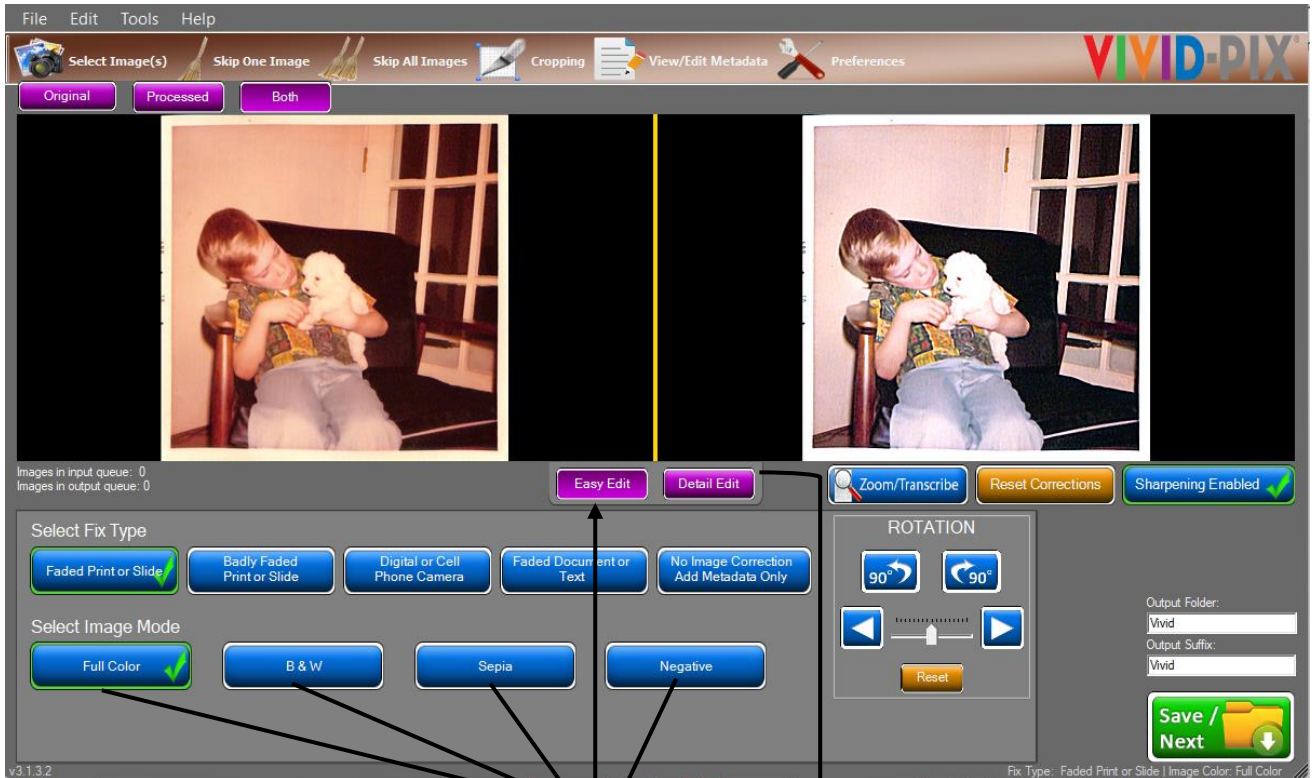 File Edit Tools Help
Select Image(s) Skip One Image Skip All Images Cropping View/Edit Metadata Preferences VIVID-PIX
Original Processed Both
Images in input queue: 0
Images in output queue: 0
Easy Edit Detail Edit Zoom/Transcribe Reset Corrections Sharpening Enabled
Select Fix Type
Faded Print or Slide
Badly Faded
Print or Slide
Digital or Cell
Phone Camera
Faded Document or
Text
No Image Correction
Add Metadata Only
Select Image Mode
Full Color B & W Sepia Negative
ROTATION
90° 90°
Reset
Output Folder:
Vivid
Output Suffix:
Vivid
Save /
Next
v3.1.3.2 Fix Type: Faded Print or Slide | Image Color: Full Color